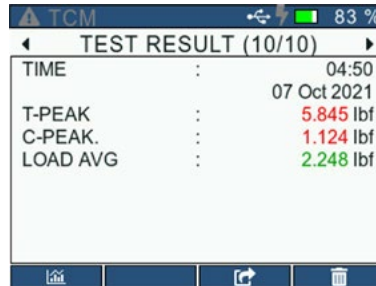 TCM 83 %
TEST RESULT (10/10)
TIME : 04:50
07 Oct 2021
T-PEAK : 5.845 lbf
C-PEAK. : 1.124 lbf
LOAD AVG : 2.248 lbf